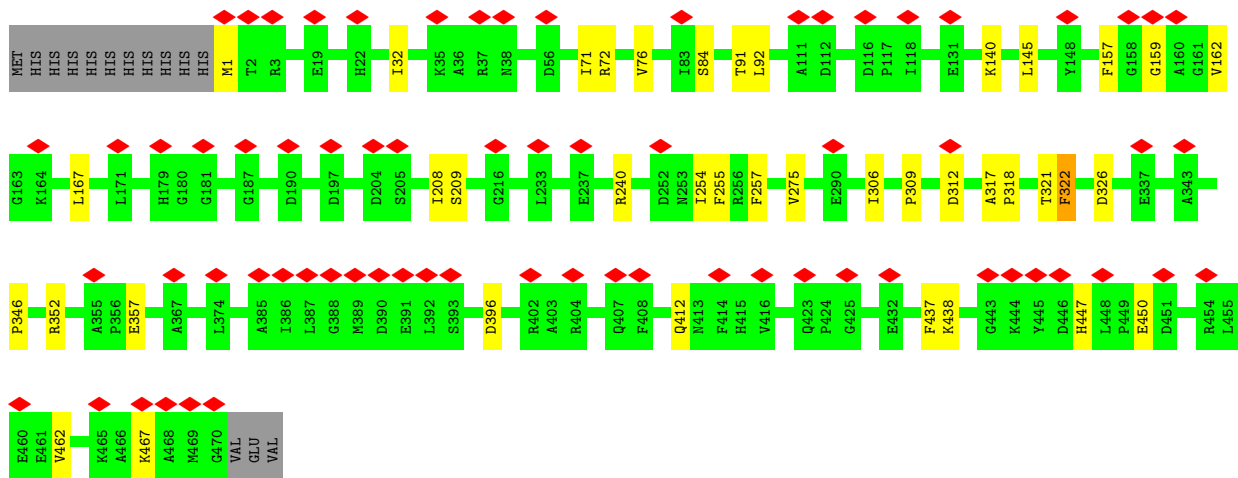 MET HIS HIS HIS HIS HIS HIS HIS HIS HIS M1 T2 R3 E19 H22 I32 K35 A36 R37 N38 D56 I71 R72 V76 I83 S84 T91 L92 A111 D112 D116 P117 I118 E131 K140 L145 Y148 F157 G158 G159 A160 G161 V162
G163 K164 L167 L171 H179 G180 G181 G187 D190 D197 D204 S205 I208 S209 G216 L233 E237 R240 D252 N253 I254 F255 R256 F257 V275 E290 I306 P309 D312 A317 P318 T321 F322 D326 E337 A343
P346 R352 A355 P356 E357 A367 L374 A385 I386 L387 G388 M389 D390 E391 L392 S393 D396 R402 A403 R404 Q407 F408 Q412 N413 F414 H415 V416 Q423 P424 G425 E432 F437 K438 G443 K444 Y445 D446 H447 L448 P449 E450 D451 R454 L455
E460 E461 V462 K465 A466 K467 A468 M469 G470 VAL GLU VAL